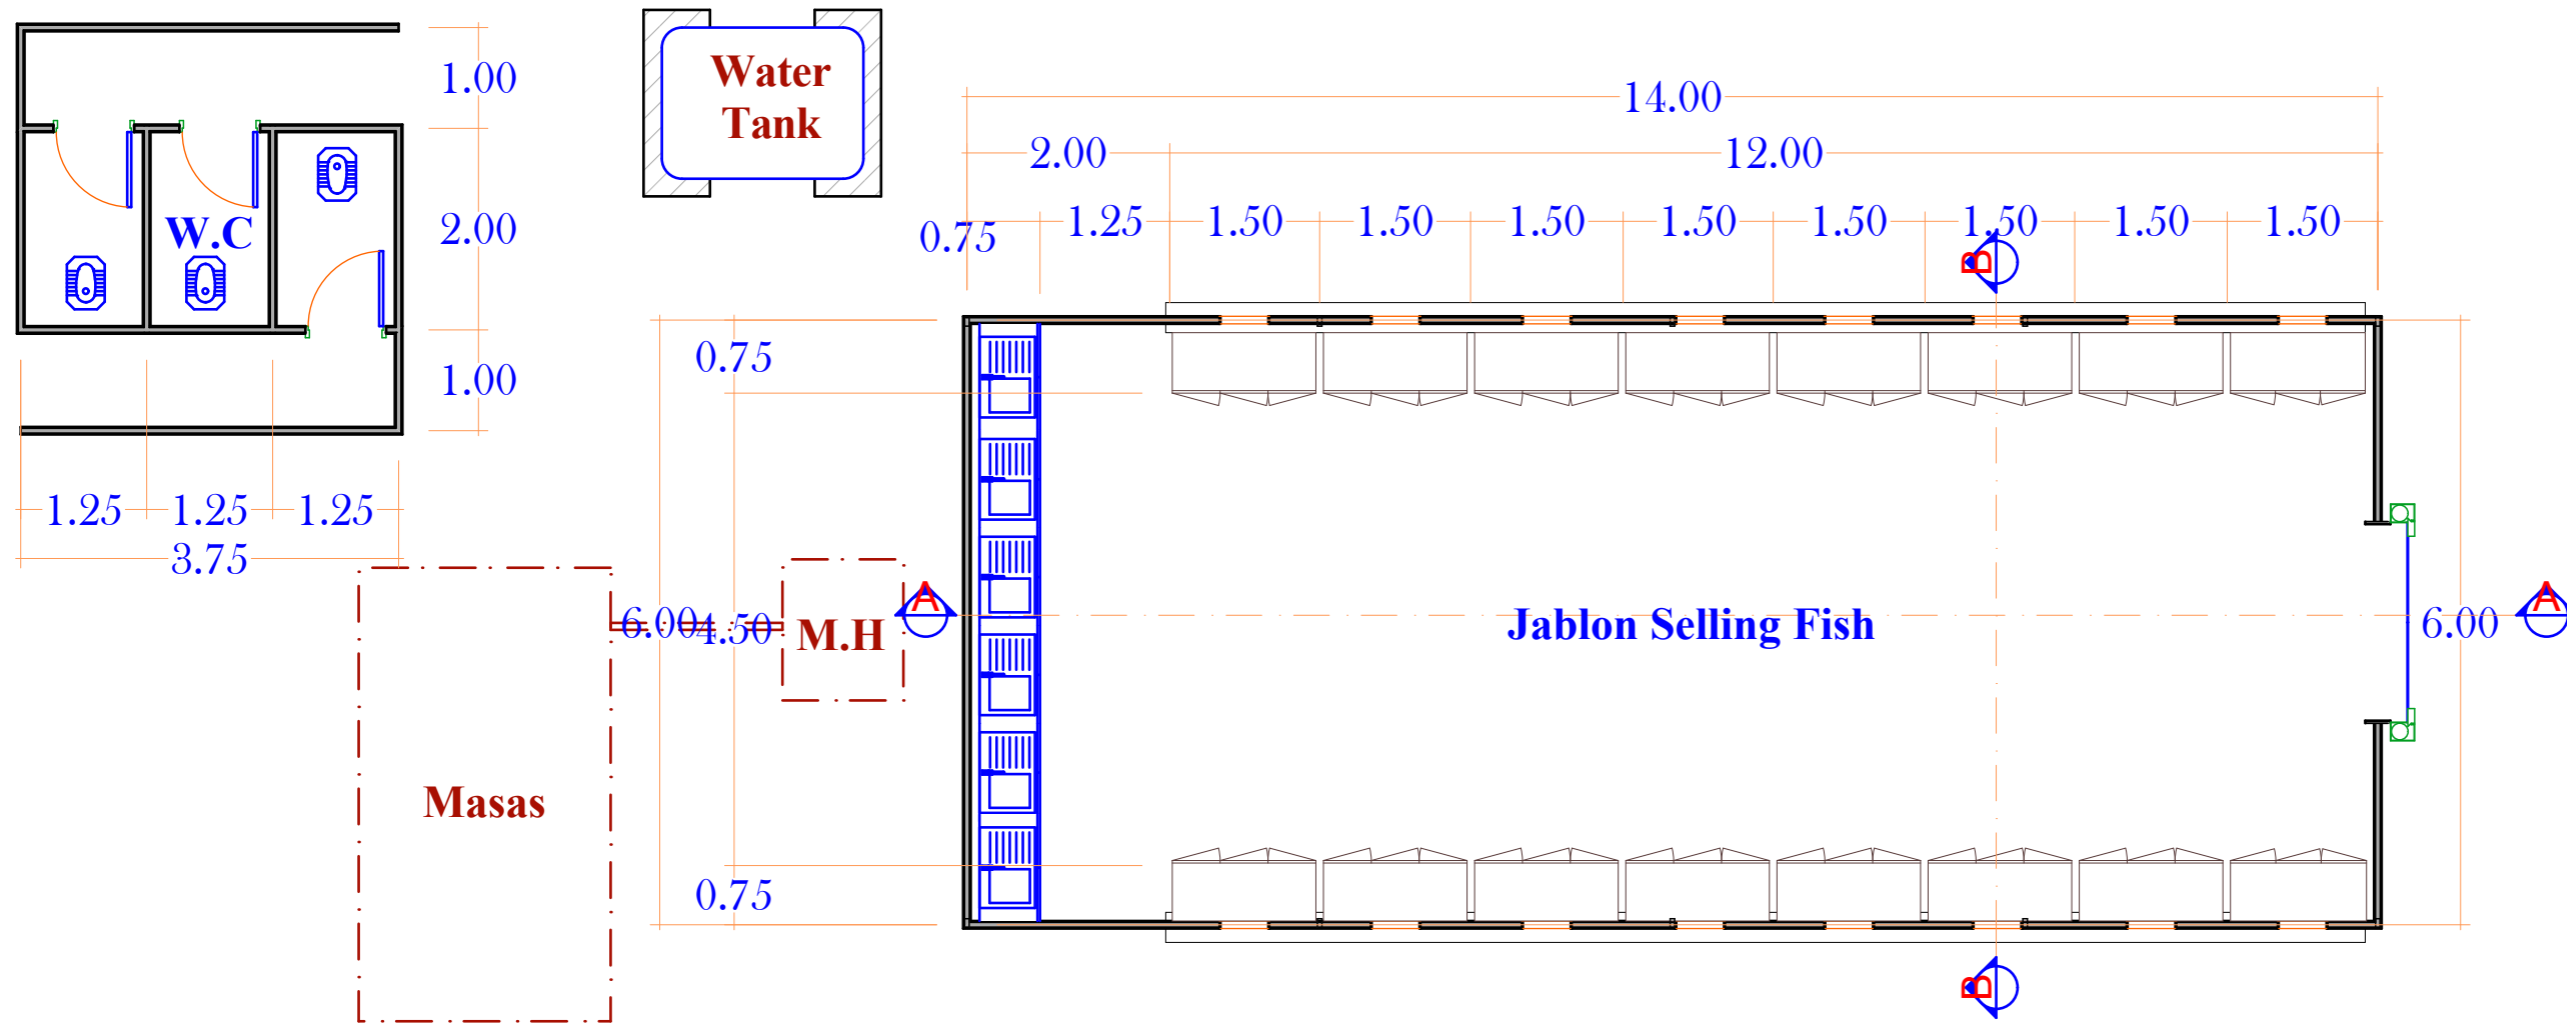 1.00
2.00
1.00
W.C
1.25 1.25 1.25
3.75
Water
Tank
14.00
2.00 12.00
0.75 1.25 1.50 1.50 1.50 1.50 1.50 1.50 1.50 1.50
B
0.75
6.00 4.50
0.75
M.H
A
Jablon Selling Fish
6.00
A
Masas
B